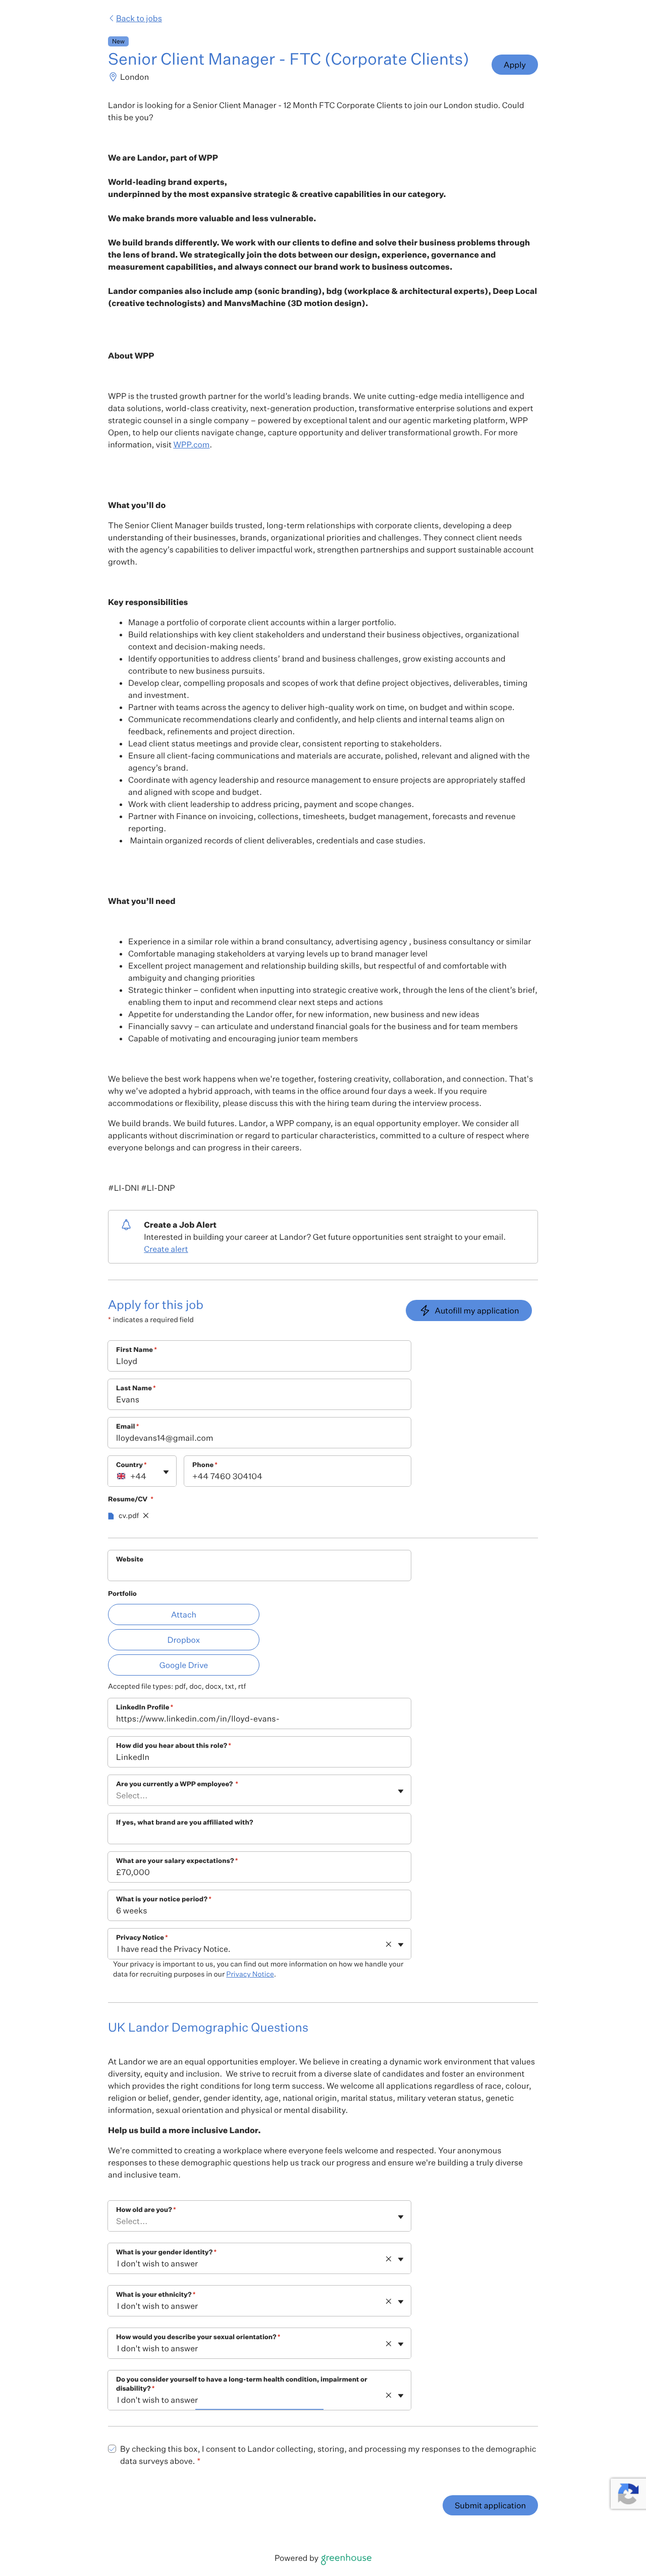 Back to jobs
New
Senior Client Manager - FTC (Corporate Clients)
London
Apply
Landor is looking for a Senior Client Manager - 12 Month FTC Corporate Clients to join our London studio. Could
this be you?
We are Landor, part of WPP
World-leading brand experts,
underpinned by the most expansive strategic & creative capabilities in our category.
We make brands more valuable and less vulnerable.
We build brands differently. We work with our clients to define and solve their business problems through
the lens of brand. We strategically join the dots between our design, experience, governance and
measurement capabilities, and always connect our brand work to business outcomes.
Landor companies also include amp (sonic branding), bdg (workplace & architectural experts), Deep Local
(creative technologists) and ManvsMachine (3D motion design).
About WPP
WPP is the trusted growth partner for the world's leading brands. We unite cutting-edge media intelligence and
data solutions, world-class creativity, next-generation production, transformative enterprise solutions and expert
strategic counsel in a single company – powered by exceptional talent and our agentic marketing platform, WPP
Open, to help our clients navigate change, capture opportunity and deliver transformational growth. For more
information, visit WPP.com.
What you'll do
The Senior Client Manager builds trusted, long-term relationships with corporate clients, developing a deep
understanding of their businesses, brands, organizational priorities and challenges. They connect client needs
with the agency's capabilities to deliver impactful work, strengthen partnerships and support sustainable account
growth.
Key responsibilities
• Manage a portfolio of corporate client accounts within a larger portfolio.
• Build relationships with key client stakeholders and understand their business objectives, organizational
context and decision-making needs.
• Identify opportunities to address clients' brand and business challenges, grow existing accounts and
contribute to new business pursuits.
• Develop clear, compelling proposals and scopes of work that define project objectives, deliverables, timing
and investment.
• Partner with teams across the agency to deliver high-quality work on time, on budget and within scope.
• Communicate recommendations clearly and confidently, and help clients and internal teams align on
feedback, refinements and project direction.
• Lead client status meetings and provide clear, consistent reporting to stakeholders.
• Ensure all client-facing communications and materials are accurate, polished, relevant and aligned with the
agency's brand.
• Coordinate with agency leadership and resource management to ensure projects are appropriately staffed
and aligned with scope and budget.
• Work with client leadership to address pricing, payment and scope changes.
• Partner with Finance on invoicing, collections, timesheets, budget management, forecasts and revenue
reporting.
• Maintain organized records of client deliverables, credentials and case studies.
What you'll need
• Experience in a similar role within a brand consultancy, advertising agency , business consultancy or similar
• Comfortable managing stakeholders at varying levels up to brand manager level
• Excellent project management and relationship building skills, but respectful of and comfortable with
ambiguity and changing priorities
• Strategic thinker – confident when inputting into strategic creative work, through the lens of the client's brief,
enabling them to input and recommend clear next steps and actions
• Appetite for understanding the Landor offer, for new information, new business and new ideas
• Financially savvy – can articulate and understand financial goals for the business and for team members
• Capable of motivating and encouraging junior team members
We believe the best work happens when we're together, fostering creativity, collaboration, and connection. That's
why we've adopted a hybrid approach, with teams in the office around four days a week. If you require
accommodations or flexibility, please discuss this with the hiring team during the interview process.
We build brands. We build futures. Landor, a WPP company, is an equal opportunity employer. We consider all
applicants without discrimination or regard to particular characteristics, committed to a culture of respect where
everyone belongs and can progress in their careers.
#LI-DNI #LI-DNP
Create a Job Alert
Interested in building your career at Landor? Get future opportunities sent straight to your email.
Create alert
Apply for this job
* indicates a required field
Autofill my application
First Name*
Lloyd
Last Name*
Evans
Email*
lloydevans14@gmail.com
Country*
+44
Phone*
+44 7460 304104
Resume/CV *
cv.pdf
Website
Portfolio
Attach
Dropbox
Google Drive
Accepted file types: pdf, doc, docx, txt, rtf
LinkedIn Profile*
https://www.linkedin.com/in/lloyd-evans-
How did you hear about this role?*
LinkedIn
Are you currently a WPP employee? *
Select...
If yes, what brand are you affiliated with?
What are your salary expectations?*
£70,000
What is your notice period?*
6 weeks
Privacy Notice*
I have read the Privacy Notice.
Your privacy is important to us, you can find out more information on how we handle your
data for recruiting purposes in our Privacy Notice.
UK Landor Demographic Questions
At Landor we are an equal opportunities employer. We believe in creating a dynamic work environment that values
diversity, equity and inclusion.  We strive to recruit from a diverse slate of candidates and foster an environment
which provides the right conditions for long term success. We welcome all applications regardless of race, colour,
religion or belief, gender, gender identity, age, national origin, marital status, military veteran status, genetic
information, sexual orientation and physical or mental disability.
Help us build a more inclusive Landor.
We're committed to creating a workplace where everyone feels welcome and respected. Your anonymous
responses to these demographic questions help us track our progress and ensure we're building a truly diverse
and inclusive team.
How old are you?*
Select...
What is your gender identity?*
I don't wish to answer
What is your ethnicity?*
I don't wish to answer
How would you describe your sexual orientation?*
I don't wish to answer
Do you consider yourself to have a long-term health condition, impairment or
disability?*
I don't wish to answer
By checking this box, I consent to Landor collecting, storing, and processing my responses to the demographic
data surveys above. *
Submit application
Powered by greenhouse